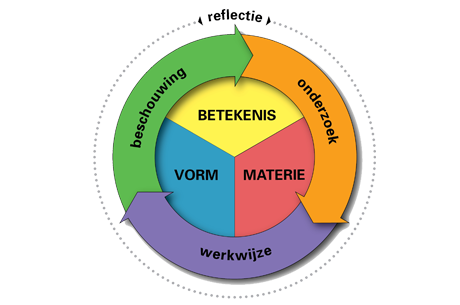 reflectie
beschouwing
onderzoek
BETEKENIS
VORM
MATERIE
werkwijze